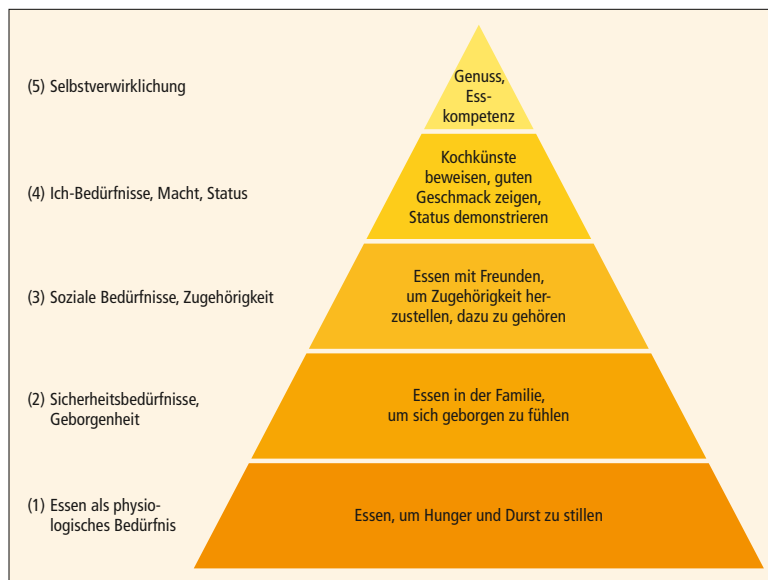 (5) Selbstverwirklichung
Genuss,
Ess-
kompetenz
(4) Ich-Bedürfnisse, Macht, Status
Kochkünste
beweisen, guten
Geschmack zeigen,
Status demonstrieren
(3) Soziale Bedürfnisse, Zugehörigkeit
Essen mit Freunden,
um Zugehörigkeit her-
zustellen, dazu zu gehören
(2) Sicherheitsbedürfnisse,
Geborgenheit
Essen in der Familie,
um sich geborgen zu fühlen
(1) Essen als physio-
logisches Bedürfnis
Essen, um Hunger und Durst zu stillen